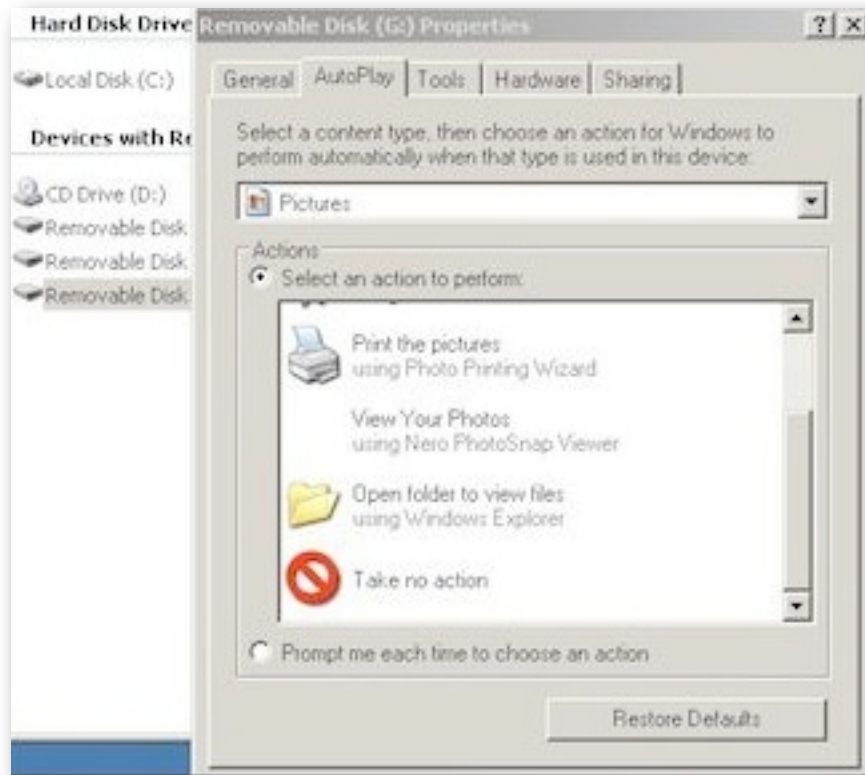 Hard Disk Drive
Local Disk (C:)
Devices with Re
CD Drive (D:)
Removable Disk
Removable Disk
Removable Disk
Removable Disk (G:) Properties
General AutoPlay Tools Hardware Sharing
Select a content type, then choose an action for Windows to
perform automatically when that type is used in this device:
Pictures
Actions
Select an action to perform:
Print the pictures
using Photo Printing Wizard
View Your Photos
using Nero PhotoSnap Viewer
Open folder to view files
using Windows Explorer
Take no action
Prompt me each time to choose an action
Restore Defaults